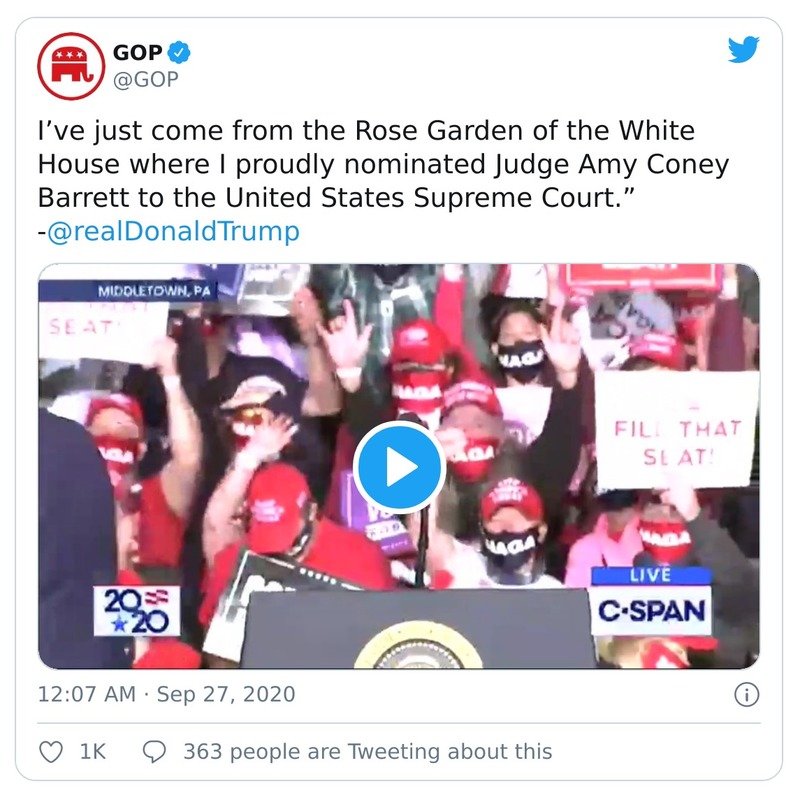 GOP
@GOP
I’ve just come from the Rose Garden of the White
House where I proudly nominated Judge Amy Coney
Barrett to the United States Supreme Court.”
-@realDonaldTrump
MIDDLETOWN, PA
SEAT!
MAGA
MAGA
MAGA
FILL THAT
SEAT!
MAGA
MAGA
LIVE
2020
C-SPAN
12:07 AM · Sep 27, 2020
1K
363 people are Tweeting about this